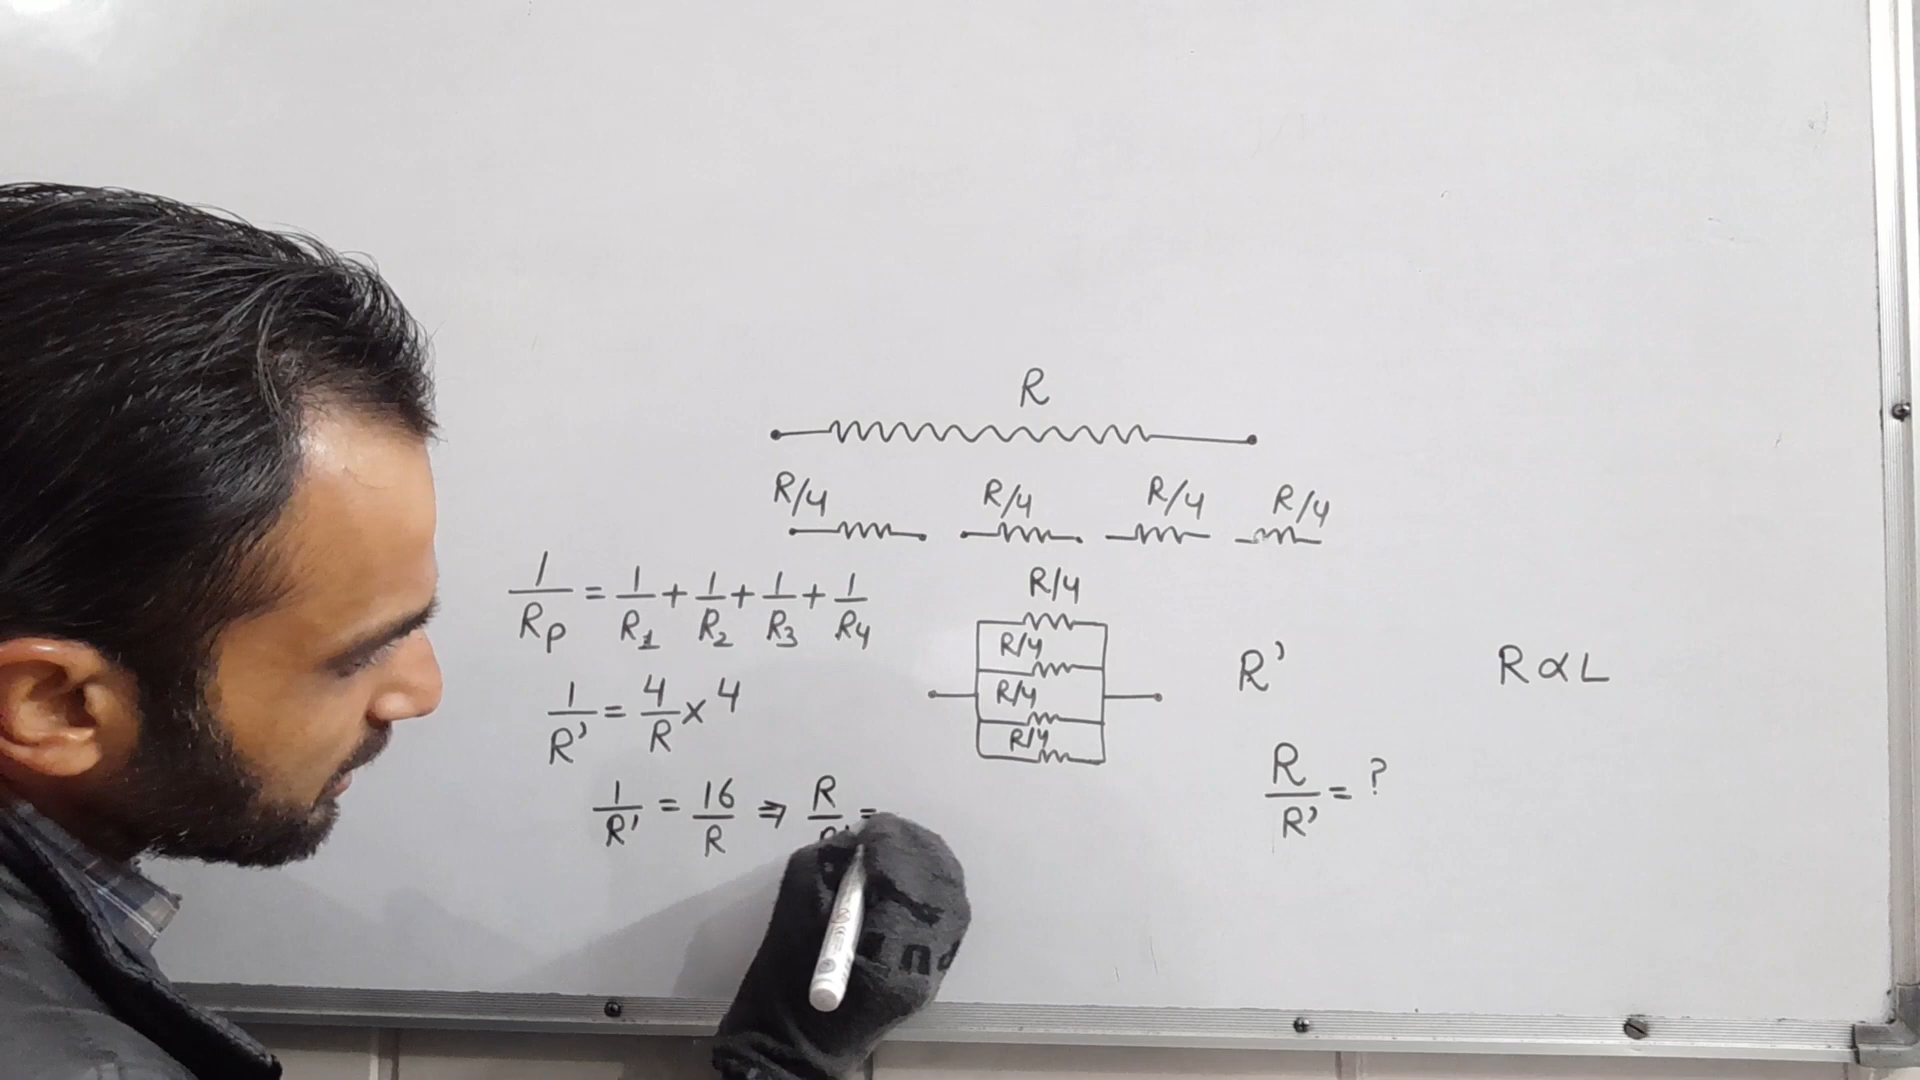 R
R/4 R/4 R/4 R/4
1/Rp = 1/R1 + 1/R2 + 1/R3 + 1/R4
1/R' = 4/R x 4
1/R' = 16/R ⇒ R/R' =
R/4
R/4
R/4
R/4
R'
R/R' = ?
R ∝ L